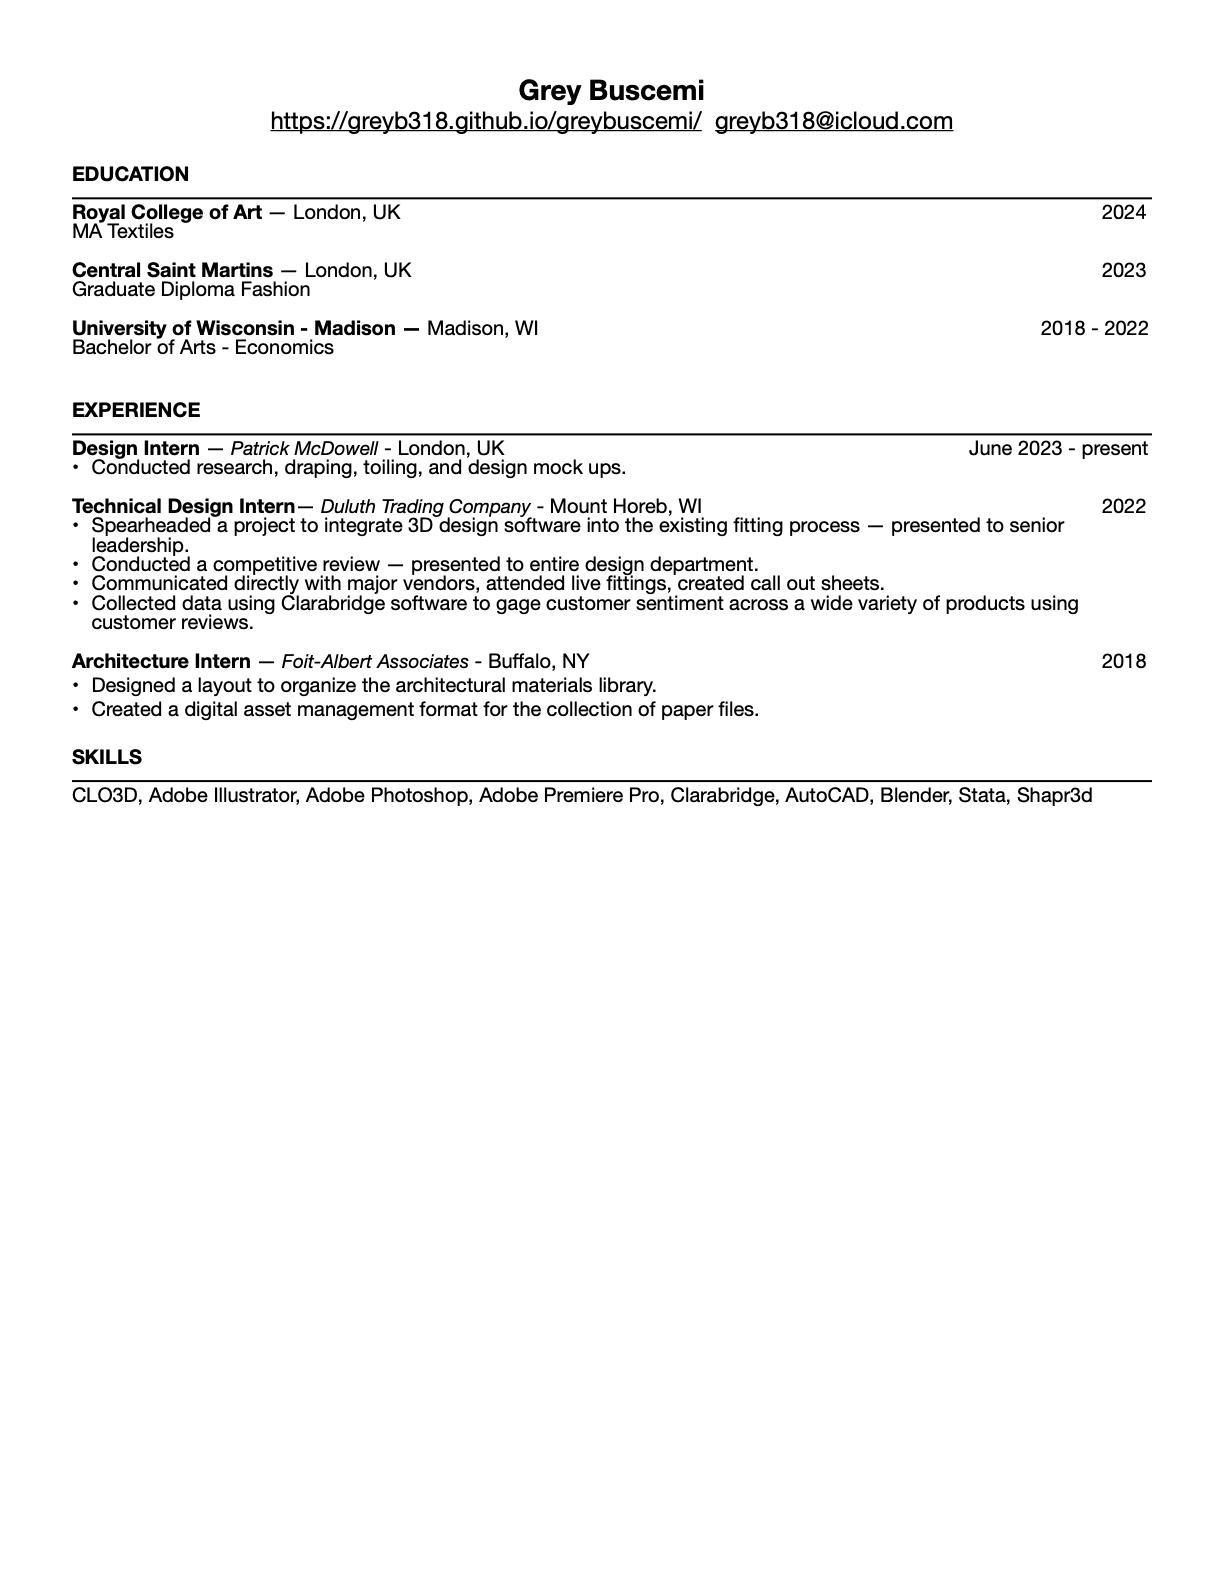 Grey Buscemi
https://greyb318.github.io/greybuscemi/ greyb318@icloud.com
EDUCATION
Royal College of Art — London, UK 2024
MA Textiles
Central Saint Martins — London, UK 2023
Graduate Diploma Fashion
University of Wisconsin - Madison — Madison, WI 2018 - 2022
Bachelor of Arts - Economics
EXPERIENCE
Design Intern — Patrick McDowell - London, UK June 2023 - present
• Conducted research, draping, toiling, and design mock ups.
Technical Design Intern— Duluth Trading Company - Mount Horeb, WI 2022
• Spearheaded a project to integrate 3D design software into the existing fitting process — presented to senior
leadership.
• Conducted a competitive review — presented to entire design department.
• Communicated directly with major vendors, attended live fittings, created call out sheets.
• Collected data using Clarabridge software to gage customer sentiment across a wide variety of products using
customer reviews.
Architecture Intern — Foit-Albert Associates - Buffalo, NY 2018
• Designed a layout to organize the architectural materials library.
• Created a digital asset management format for the collection of paper files.
SKILLS
CLO3D, Adobe Illustrator, Adobe Photoshop, Adobe Premiere Pro, Clarabridge, AutoCAD, Blender, Stata, Shapr3d